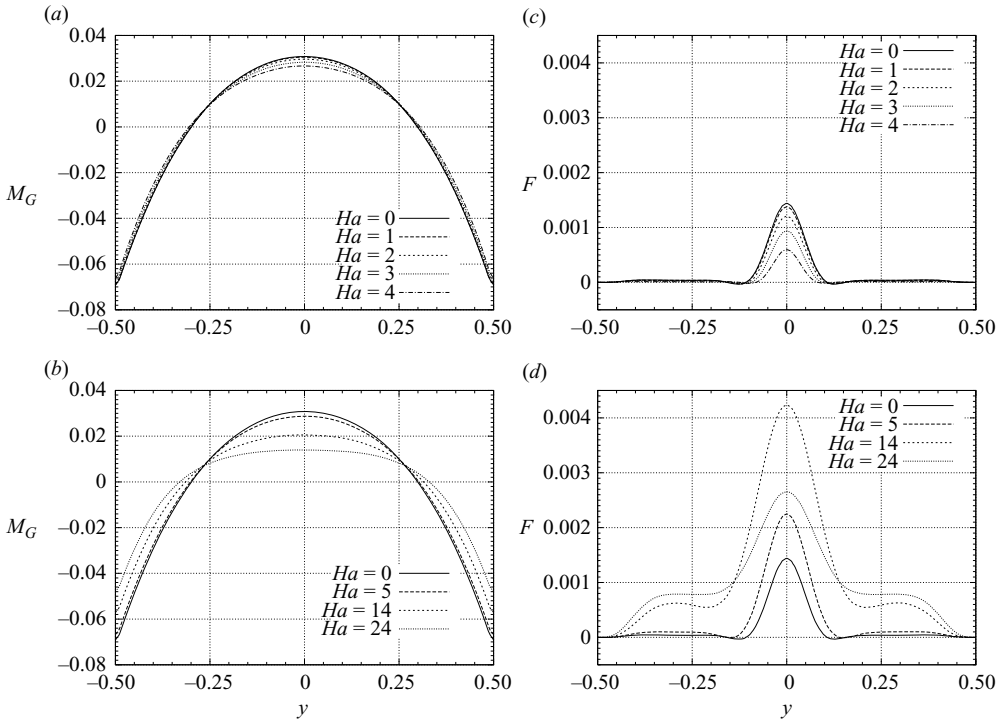 (a)
0.04
0.02
0
–0.02
–0.04
–0.06
–0.08
M_G
Ha = 0
Ha = 1
Ha = 2
Ha = 3
Ha = 4
–0.50 –0.25 0 0.25 0.50
(c)
0.004
0.003
0.002
0.001
0
F
Ha = 0
Ha = 1
Ha = 2
Ha = 3
Ha = 4
–0.50 –0.25 0 0.25 0.50
(b)
0.04
0.02
0
–0.02
–0.04
–0.06
–0.08
M_G
Ha = 0
Ha = 5
Ha = 14
Ha = 24
–0.50 –0.25 0 0.25 0.50
y
(d)
0.004
0.003
0.002
0.001
0
F
Ha = 0
Ha = 5
Ha = 14
Ha = 24
–0.50 –0.25 0 0.25 0.50
y